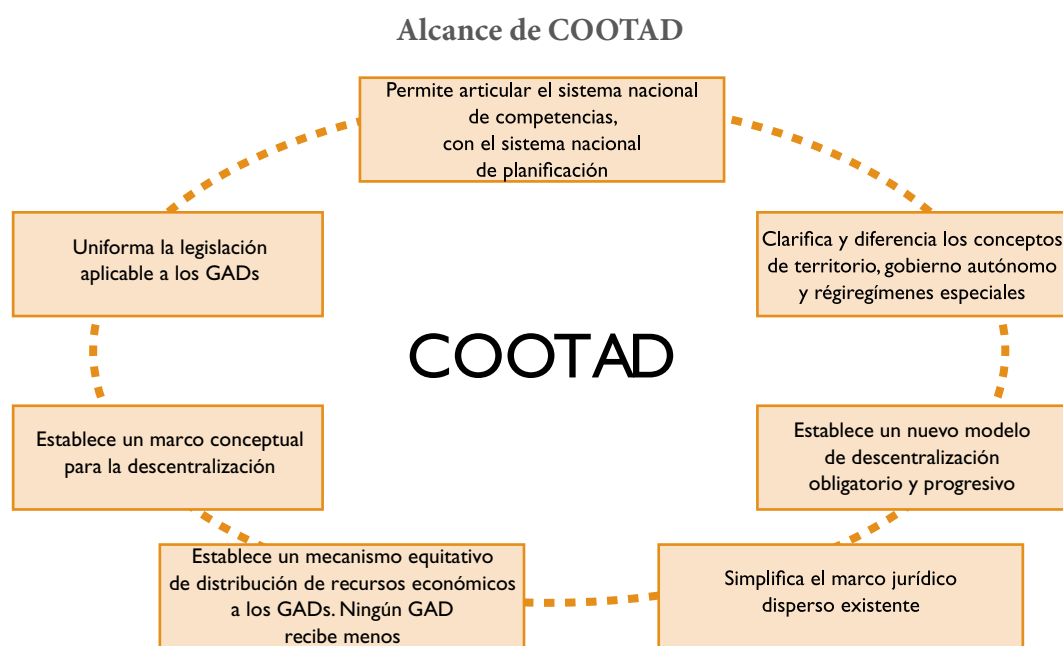 Alcance de COOTAD
Permite articular el sistema nacional
de competencias,
con el sistema nacional
de planificación
Uniforma la legislación
aplicable a los GADs
Clarifica y diferencia los conceptos
de territorio, gobierno autónomo
y régiregímenes especiales
COOTAD
Establece un marco conceptual
para la descentralización
Establece un nuevo modelo
de descentralización
obligatorio y progresivo
Establece un mecanismo equitativo
de distribución de recursos económicos
a los GADs. Ningún GAD
recibe menos
Simplifica el marco jurídico
disperso existente